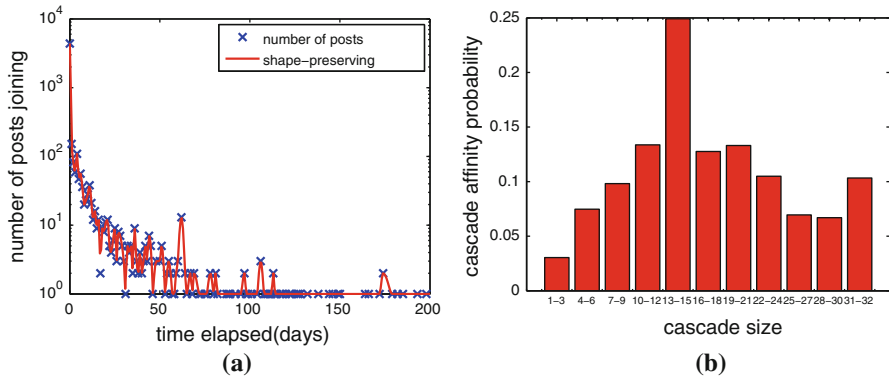 number of posts joining
10^4
10^3
10^2
10^1
10^0
number of posts
shape-preserving
0 50 100 150 200
time elapsed(days)
(a)
cascade affinity probability
0.25
0.2
0.15
0.1
0.05
0
1–3 4–6 7–9 10–12 13–15 16–18 19–21 22–24 25–27 28–30 31–32
cascade size
(b)